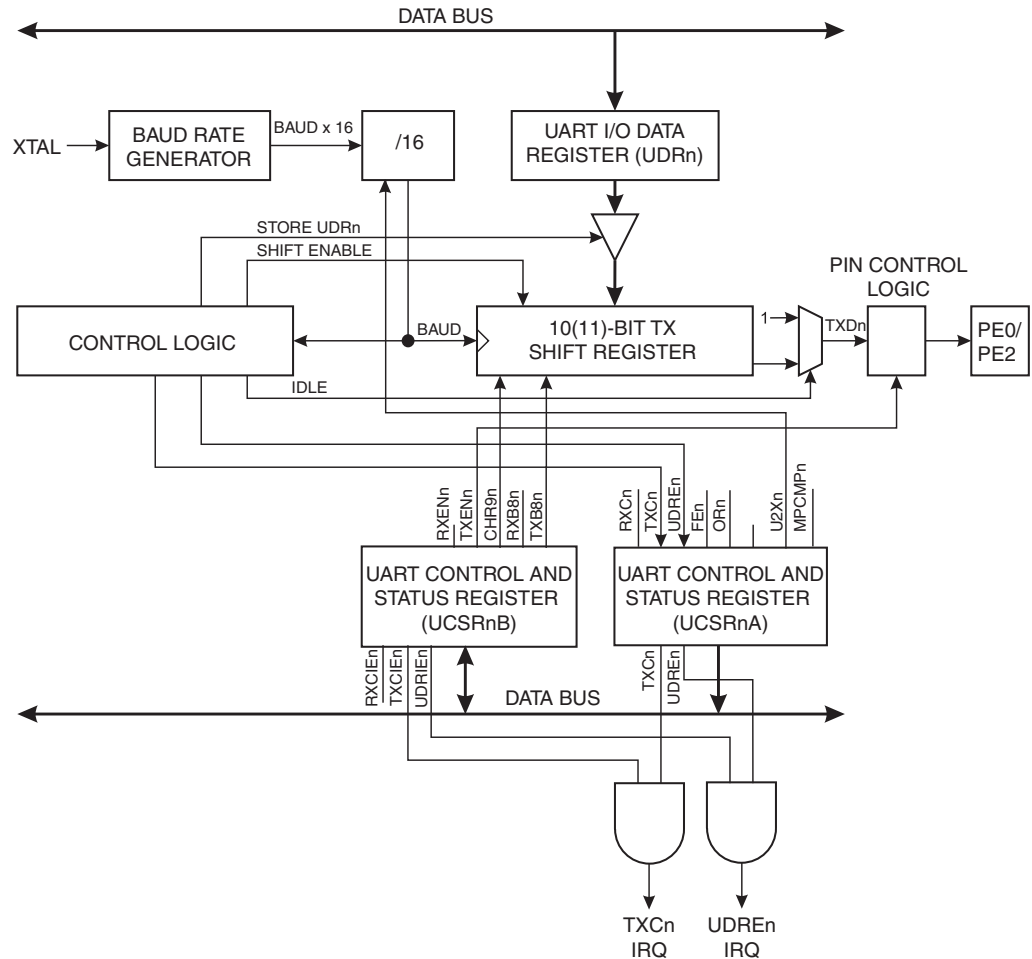 DATA BUS
XTAL
BAUD RATE
GENERATOR
BAUD x 16
/16
UART I/O DATA
REGISTER (UDRn)
STORE UDRn
SHIFT ENABLE
PIN CONTROL
LOGIC
CONTROL LOGIC
BAUD
10(11)-BIT TX
SHIFT REGISTER
1
TXDn
PE0/
PE2
IDLE
RXENn
TXENn
CHR9n
RXB8n
TXB8n
RXCn
TXCn
UDREn
FEn
ORn
U2Xn
MPCMPn
UART CONTROL AND
STATUS REGISTER
(UCSRnB)
UART CONTROL AND
STATUS REGISTER
(UCSRnA)
RXCIEn
TXCIEn
UDRIEn
TXCn
UDREn
DATA BUS
TXCn
IRQ
UDREn
IRQ